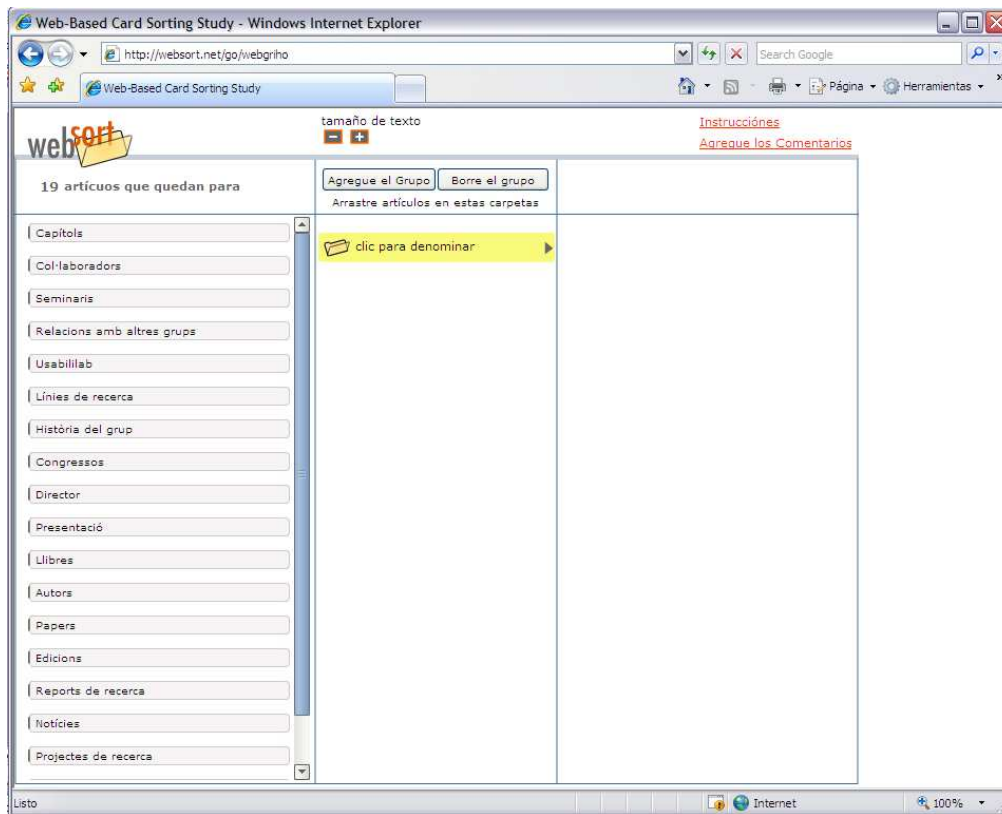 Web-Based Card Sorting Study - Windows Internet Explorer
http://websort.net/go/webgriho
Search Google
Web-Based Card Sorting Study
Página
Herramientas
websort
tamaño de texto
Instrucciónes
Agregue los Comentarios
19 artícuos que quedan para
Agregue el Grupo
Borre el grupo
Arrastre artículos en estas carpetas
clic para denominar
Capítols
Col·laboradors
Seminaris
Relacions amb altres grups
Usabililab
Línies de recerca
Història del grup
Congressos
Director
Presentació
Llibres
Autors
Papers
Edicions
Reports de recerca
Notícies
Projectes de recerca
Listo
Internet
100%